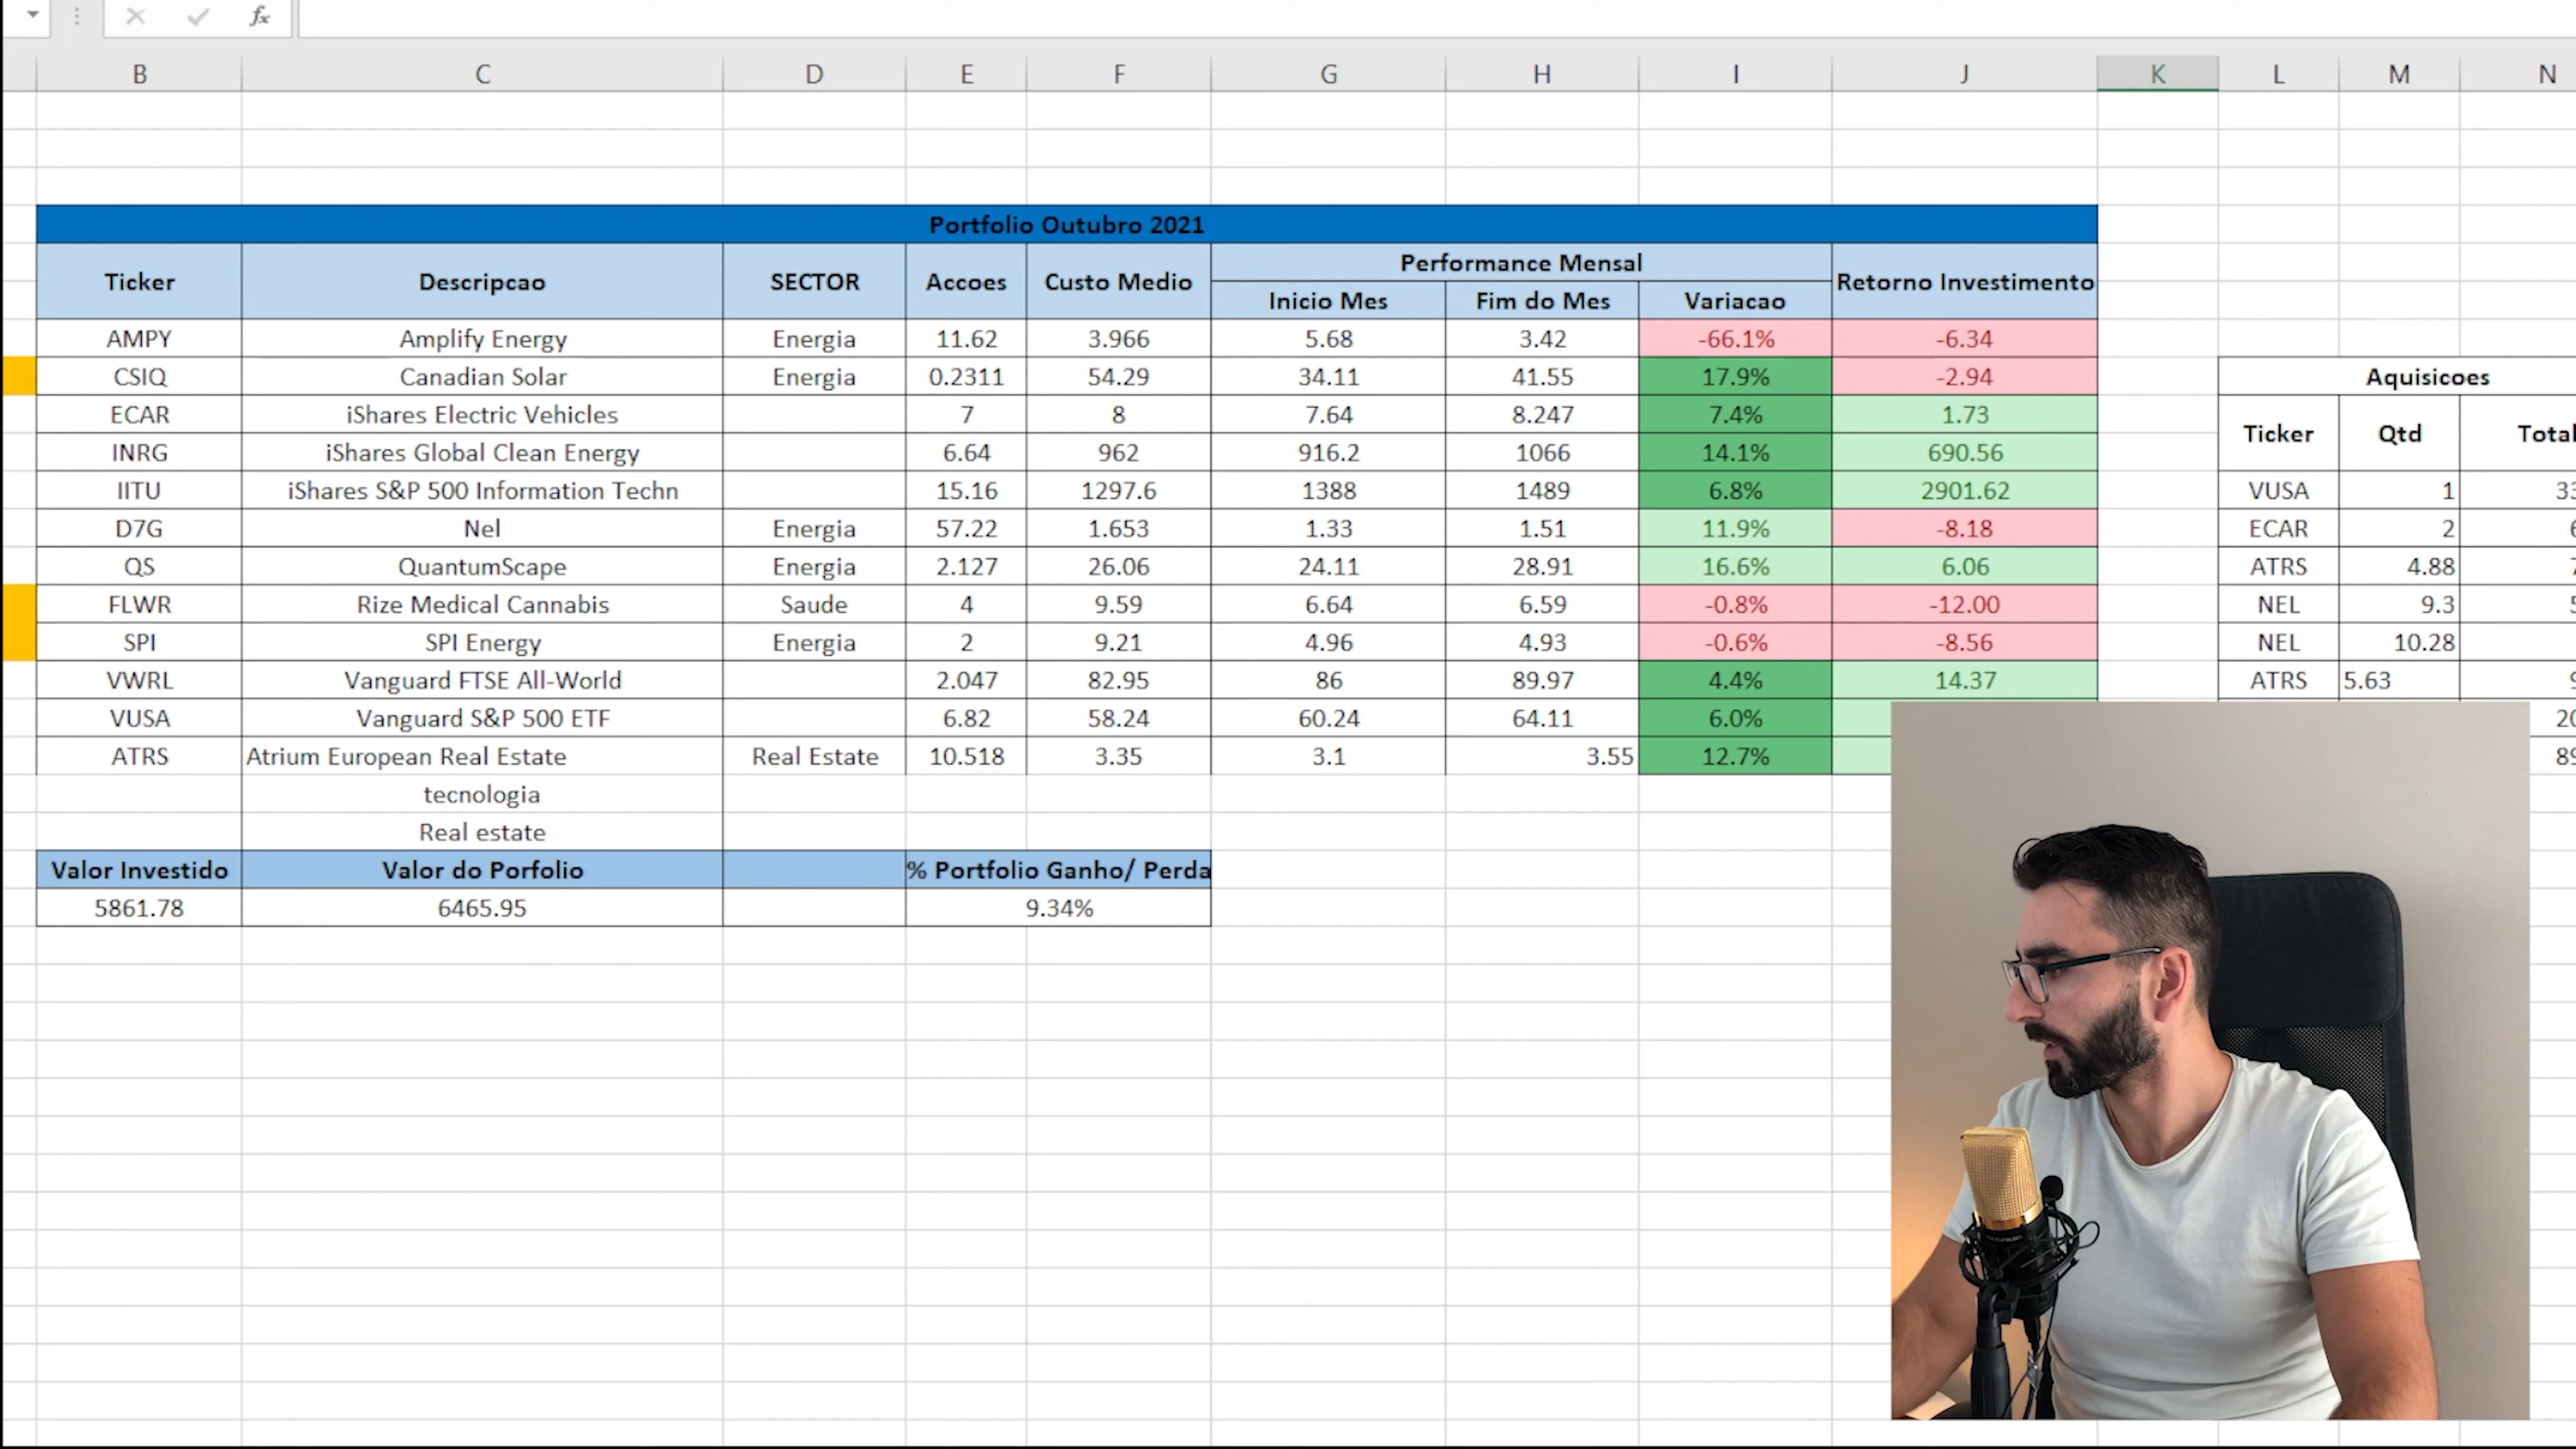 B C D E F G H I J K L M N
Portfolio Outubro 2021
Ticker Descripcao SECTOR Accoes Custo Medio Performance Mensal Retorno Investimento
Inicio Mes Fim do Mes Variacao
AMPY Amplify Energy Energia 11.62 3.966 5.68 3.42 -66.1% -6.34
CSIQ Canadian Solar Energia 0.2311 54.29 34.11 41.55 17.9% -2.94
ECAR iShares Electric Vehicles 7 8 7.64 8.247 7.4% 1.73
INRG iShares Global Clean Energy 6.64 962 916.2 1066 14.1% 690.56
IITU iShares S&P 500 Information Techn 15.16 1297.6 1388 1489 6.8% 2901.62
D7G Nel Energia 57.22 1.653 1.33 1.51 11.9% -8.18
QS QuantumScape Energia 2.127 26.06 24.11 28.91 16.6% 6.06
FLWR Rize Medical Cannabis Saude 4 9.59 6.64 6.59 -0.8% -12.00
SPI SPI Energy Energia 2 9.21 4.96 4.93 -0.6% -8.56
VWRL Vanguard FTSE All-World 2.047 82.95 86 89.97 4.4% 14.37
VUSA Vanguard S&P 500 ETF 6.82 58.24 60.24 64.11 6.0%
ATRS Atrium European Real Estate Real Estate 10.518 3.35 3.1 3.55 12.7%
tecnologia
Real estate
Valor Investido Valor do Porfolio % Portfolio Ganho/ Perda
5861.78 6465.95 9.34%
Aquisicoes
Ticker Qtd Total
VUSA 1
ECAR 2
ATRS 4.88
NEL 9.3
NEL 10.28
ATRS 5.63